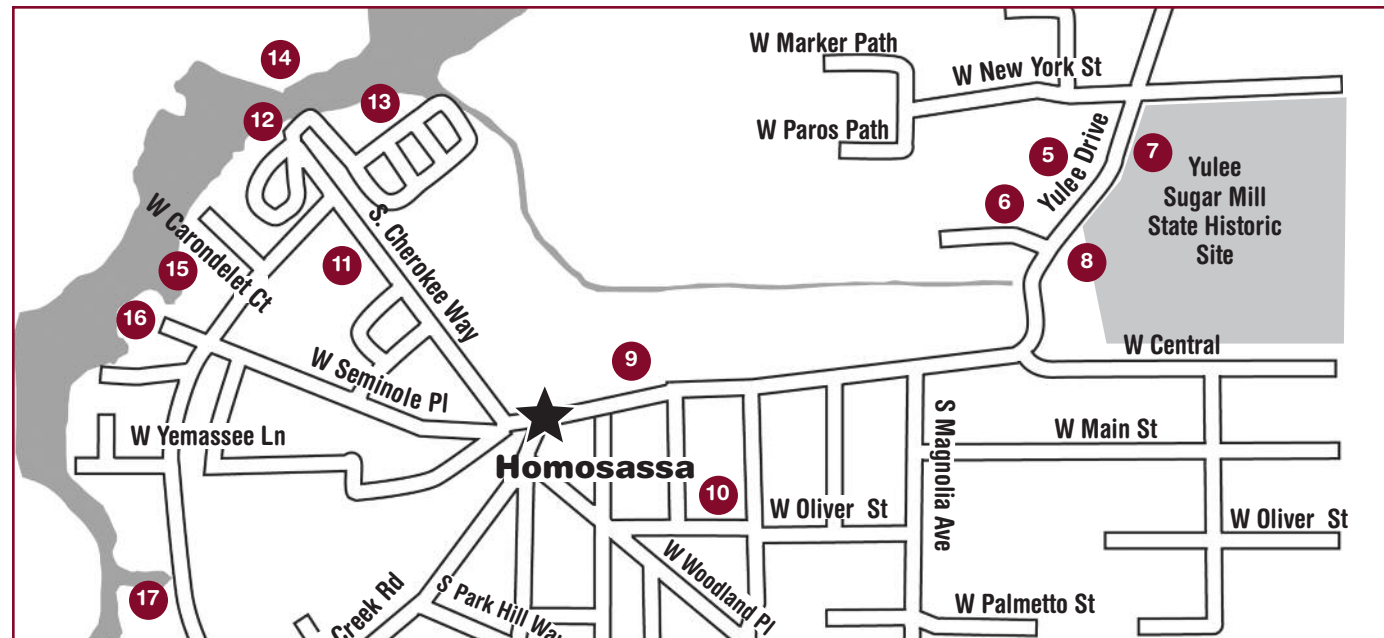 14
13
12
W Marker Path
W New York St
W Paros Path
5
Yulee Drive
7
Yulee
Sugar Mill
State Historic
Site
6
8
W Carondelet Ct
S. Cherokee Way
11
15
16
9
W Central
W Seminole Pl
W Yemassee Ln
Homosassa
10
S Magnolia Ave
W Main St
W Oliver St
W Oliver St
W Woodland Pl
17
Creek Rd
S Park Hill Way
W Palmetto St